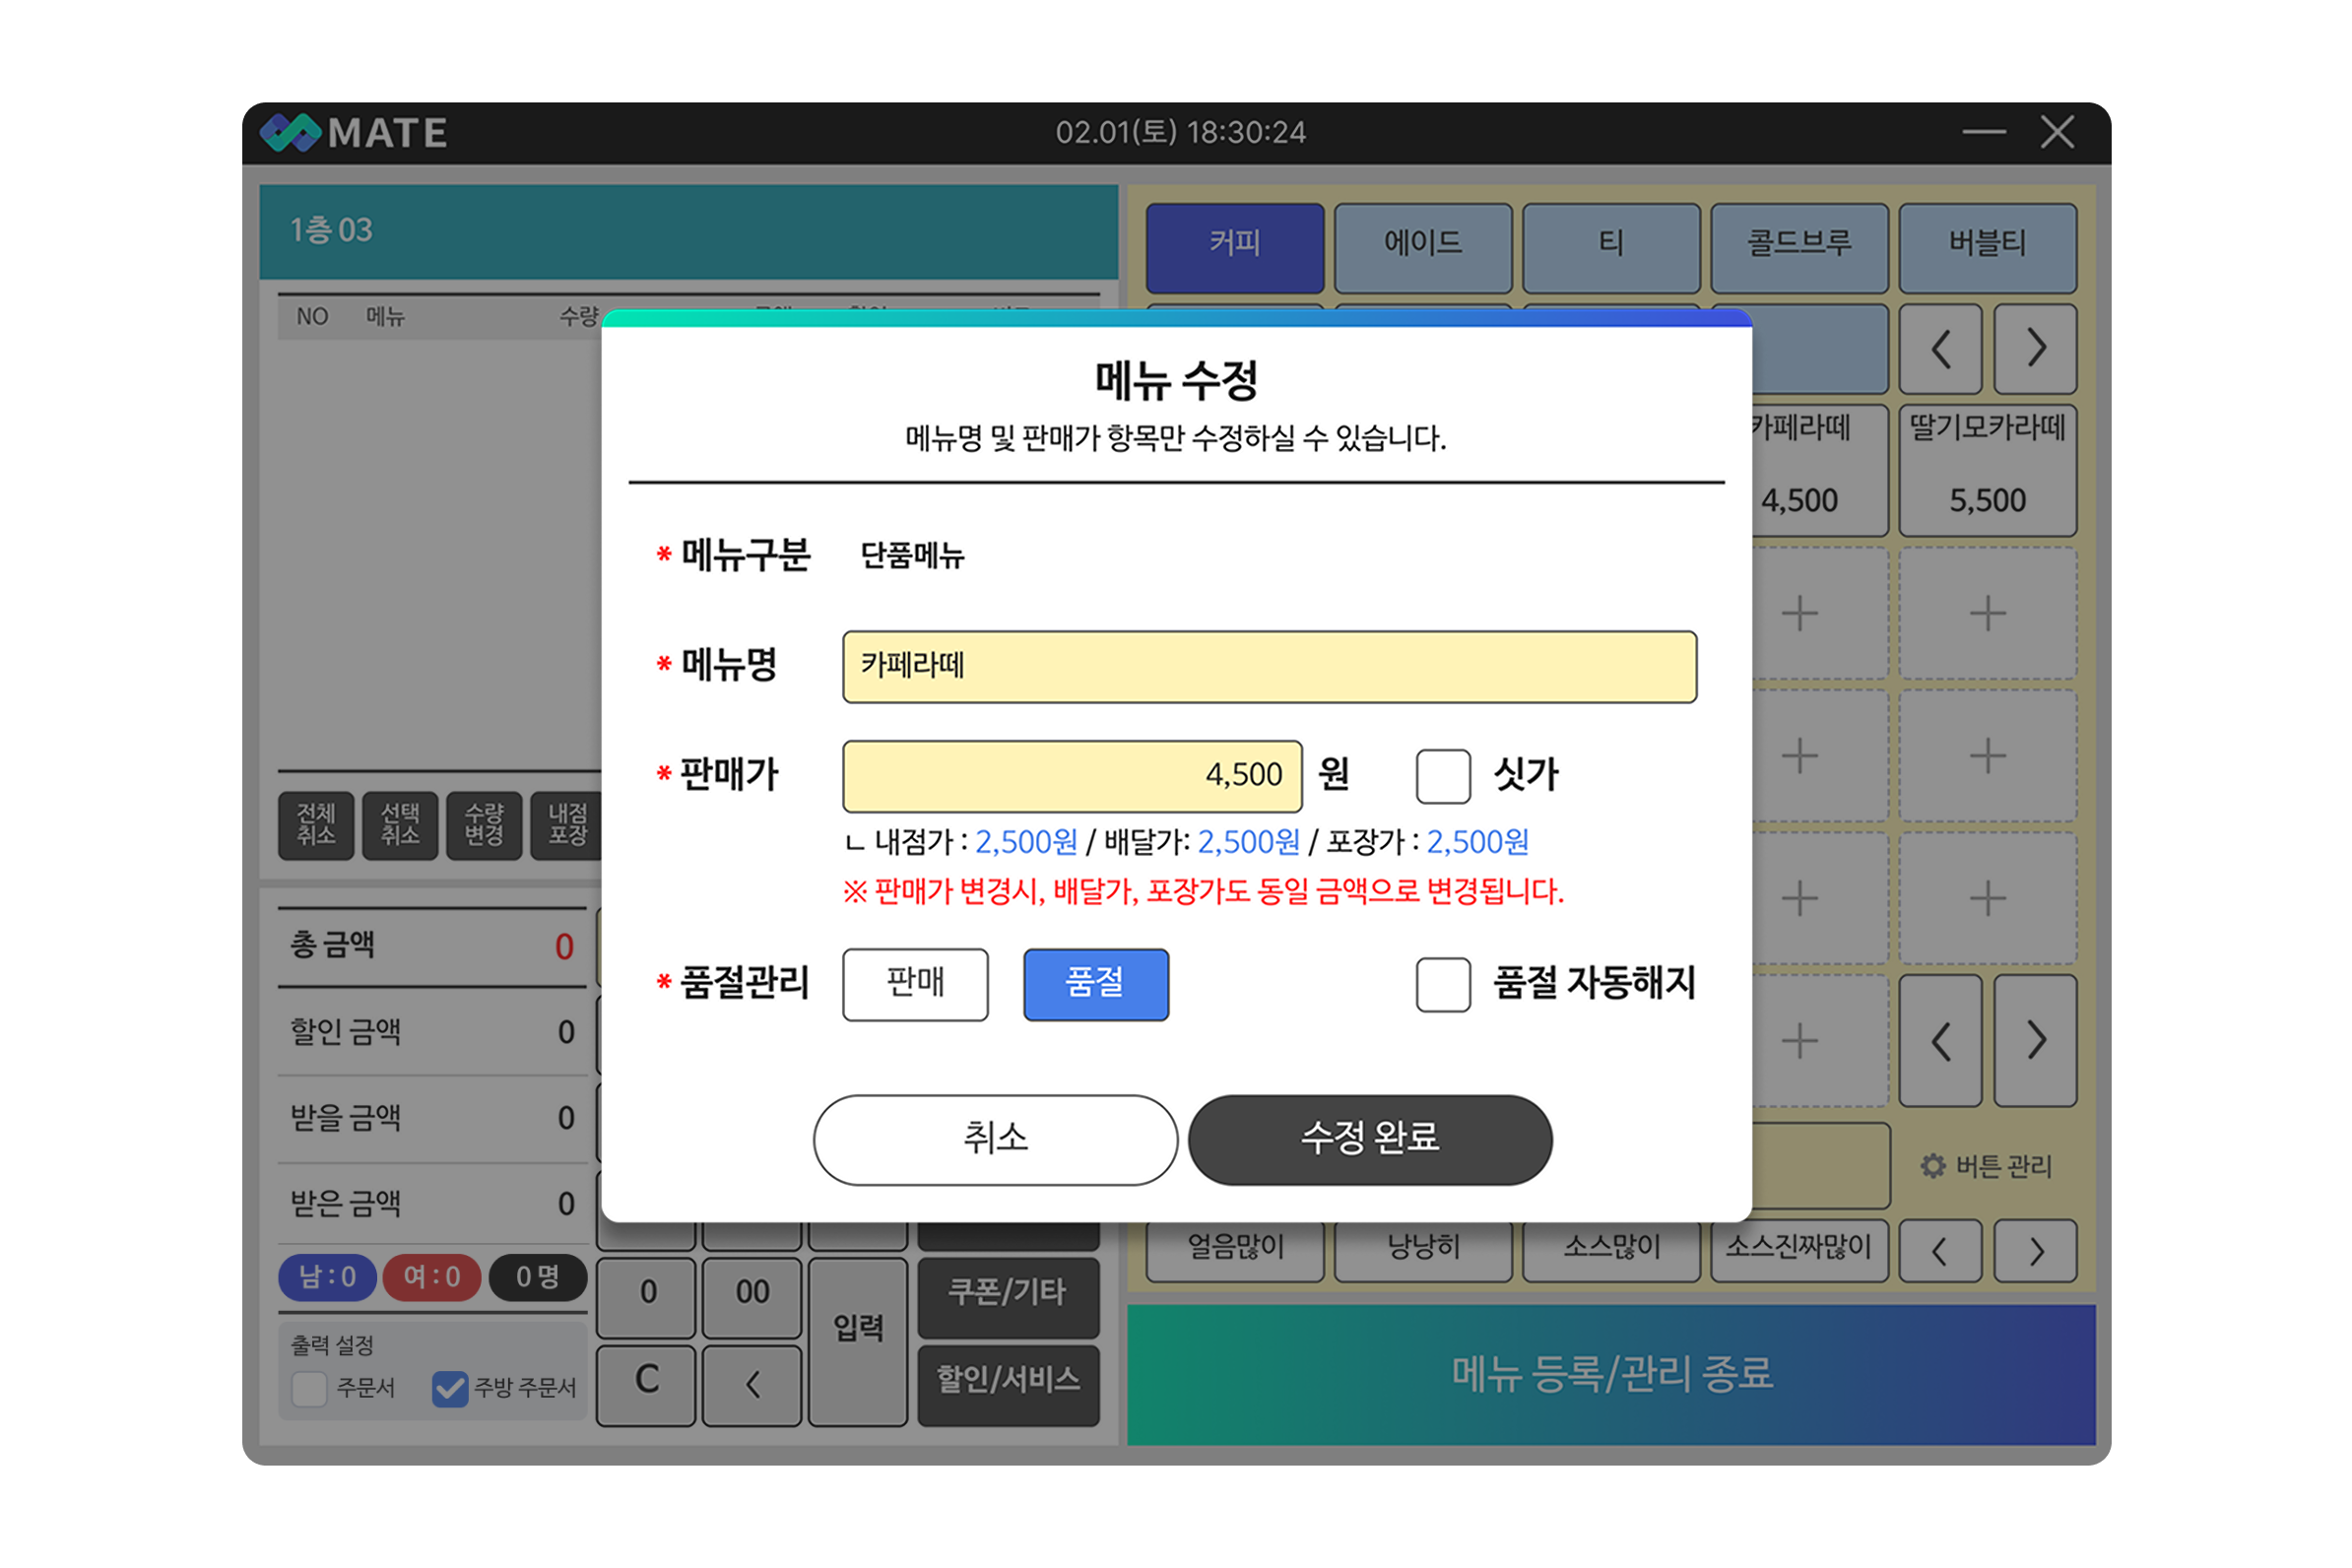 MATE
02.01(토) 18:30:24
1층 03
NO 메뉴 수량
커피 에이드 티 콜드브루 버블티
카페라떼 딸기모카라떼
4,500 5,500
메뉴 수정
메뉴명 및 판매가 항목만 수정하실 수 있습니다.
* 메뉴구분 단품메뉴
* 메뉴명 카페라떼
* 판매가 4,500 원 싯가
ㄴ 내점가 : 2,500원 / 배달가: 2,500원 / 포장가 : 2,500원
※ 판매가 변경시, 배달가, 포장가도 동일 금액으로 변경됩니다.
* 품절관리 판매 품절 품절 자동해지
취소 수정 완료
전체 취소 선택 취소 수량 변경 내점 포장
총 금액 0
할인 금액 0
받을 금액 0
받은 금액 0
남 : 0 여 : 0 0 명
출력 설정
주문서 주방 주문서
0 00 입력 쿠폰/기타
C 할인/서비스
버튼 관리
얼음많이 낭낭히 소스많이 소스진짜많이
메뉴 등록/관리 종료